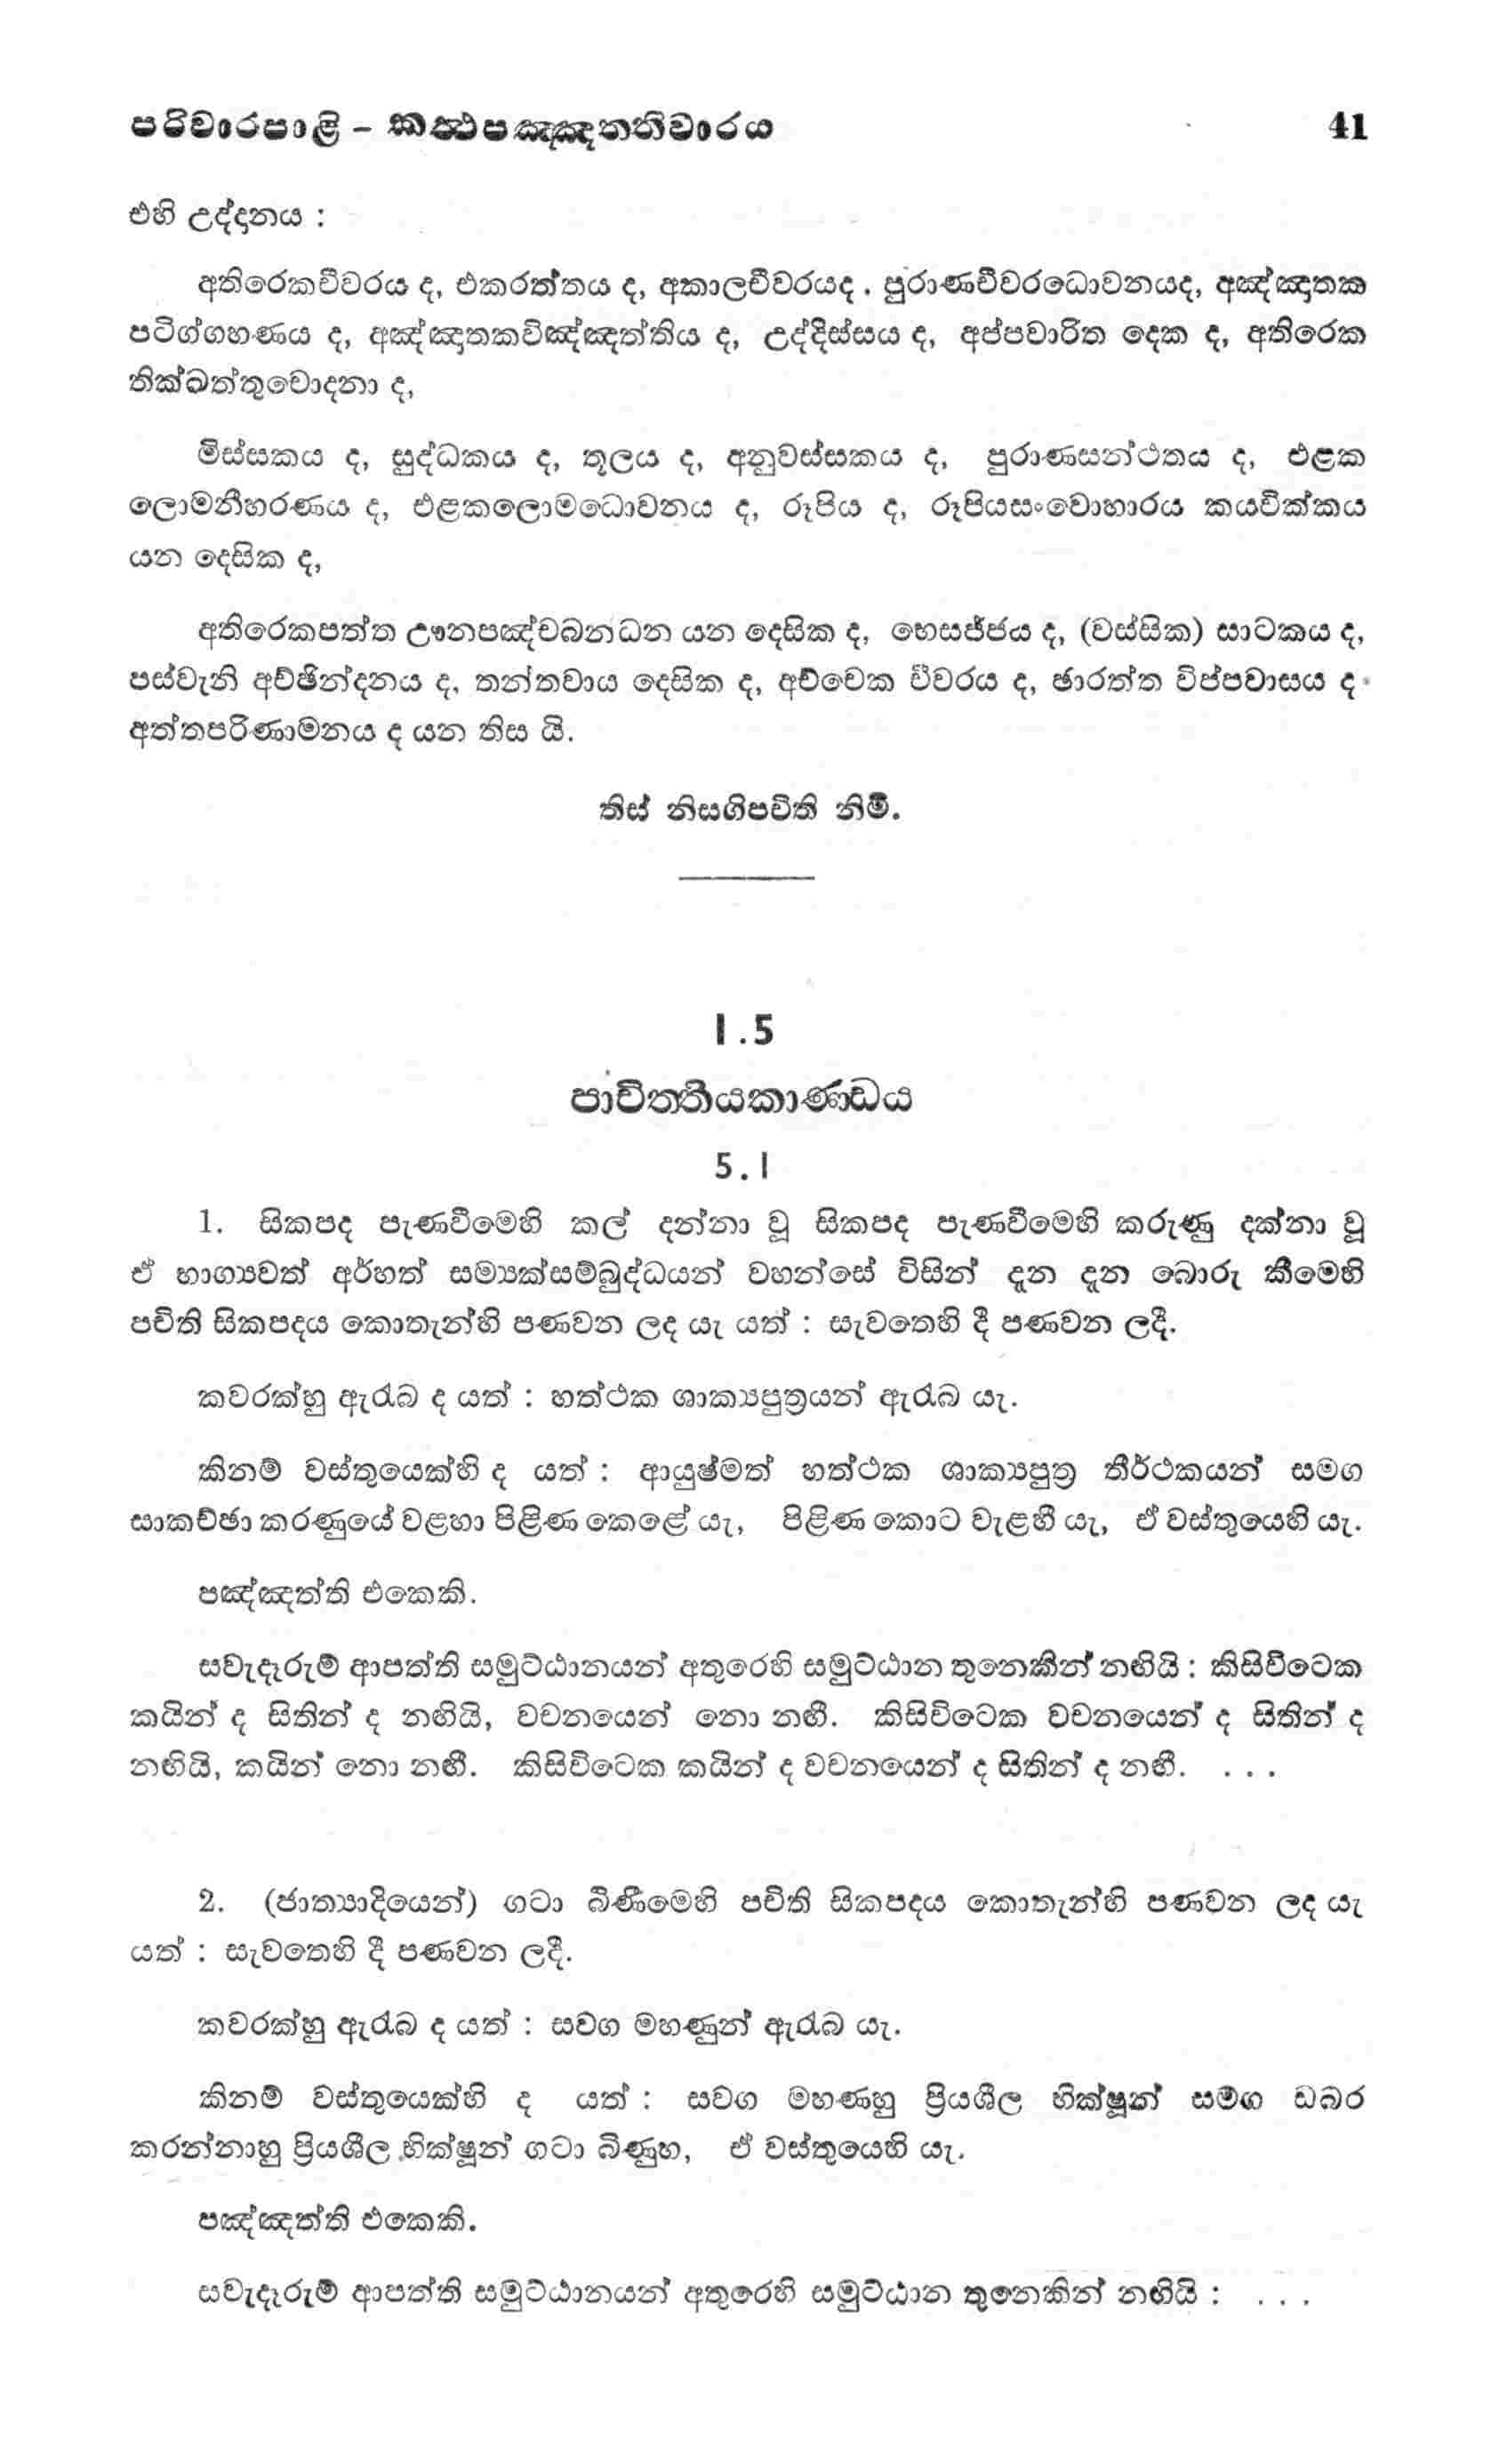 පරිවාරපාළි – කත්‍ථපඤ්ඤත්තිවාරය 41
එහි උද්දානය :
අතිරෙකචීවරය ද, එකරත්තය ද, අකාලචීවරයද, පුරාණචීවරධොවනයද, අඤ්ඤාතක
පටිග්ගහණය ද, අඤ්ඤාතකවිඤ්ඤත්තිය ද, උද්දිස්සය ද, අප්පවාරිත දෙක ද, අතිරෙක
තික්ඛත්තුචොදනා ද,
මිස්සකය ද, සුද්ධකය ද, තූලය ද, අනුවස්සකය ද, පුරාණසන්ථතය ද, එළක
ලොමනීහරණය ද, එළකලොමධොවනය ද, රූපිය ද, රූපියසංවොහාරය කයවික්කය
යන දෙසික ද,
අතිරෙකපත්ත ඌනපඤ්චබන්ධන යන දෙසික ද, භෙසජ්ජය ද, (වස්සික) සාටකය ද,
පස්වැනි අච්ඡින්දනය ද, තන්තවාය දෙසික ද, අච්චෙක චීවරය ද, ඡාරත්ත විප්පවාසය ද
අත්තපරිණාමනය ද යන තිස යි.
තිස් නිසගිපචිති නිමි.
1.5
පාචිත්තියකාණ්ඩය
5.1
1. සිකපද පැණවීමෙහි කල් දන්නා වූ සිකපද පැණවීමෙහි කරුණු දක්නා වූ
ඒ භාග්‍යවත් අර්හත් සම්‍යක්සම්බුද්ධයන් වහන්සේ විසින් දැන දැන බොරු කීමෙහි
පචිති සිකපදය කොතැන්හි පණවන ලද යැ යත් : සැවතෙහි දී පණවන ලදී.
කවරක්හු ඇරැබ ද යත් : හත්ථක ශාක්‍යපුත්‍රයන් ඇරැබ යැ.
කිනම් වස්තුයෙක්හි ද යත් : ආයුෂ්මත් හත්ථක ශාක්‍යපුත්‍ර තීර්ථකයන් සමග
සාකච්ඡා කරණුයේ වළහා පිළිණ කෙළේ යැ, පිළිණ කොට වැළහී යැ, ඒ වස්තුයෙහි යැ.
පඤ්ඤත්ති එකෙකි.
සවැදෑරුම් ආපත්ති සමුට්ඨානයන් අතුරෙහි සමුට්ඨාන තුනෙකින් නඟියි : කිසිවිටෙක
කයින් ද සිතින් ද නඟියි, වචනයෙන් නො නඟී. කිසිවිටෙක වචනයෙන් ද සිතින් ද
නඟියි, කයින් නො නඟී. කිසිවිටෙක කයින් ද වචනයෙන් ද සිතින් ද නඟී. . . .
2. (ජාත්‍යාදියෙන්) ගටා බිණීමෙහි පචිති සිකපදය කොතැන්හි පණවන ලද යැ
යත් : සැවතෙහි දී පණවන ලදී.
කවරක්හු ඇරැබ ද යත් : සවග මහණුන් ඇරැබ යැ.
කිනම් වස්තුයෙක්හි ද යත් : සවග මහණහු ප්‍රියශීල භික්ෂූන් සමග ඩබර
කරන්නාහු ප්‍රියශීල භික්ෂූන් ගටා බිණුහ, ඒ වස්තුයෙහි යැ.
පඤ්ඤත්ති එකෙකි.
සවැදෑරුම් ආපත්ති සමුට්ඨානයන් අතුරෙහි සමුට්ඨාන තුනෙකින් නඟියි : . . .